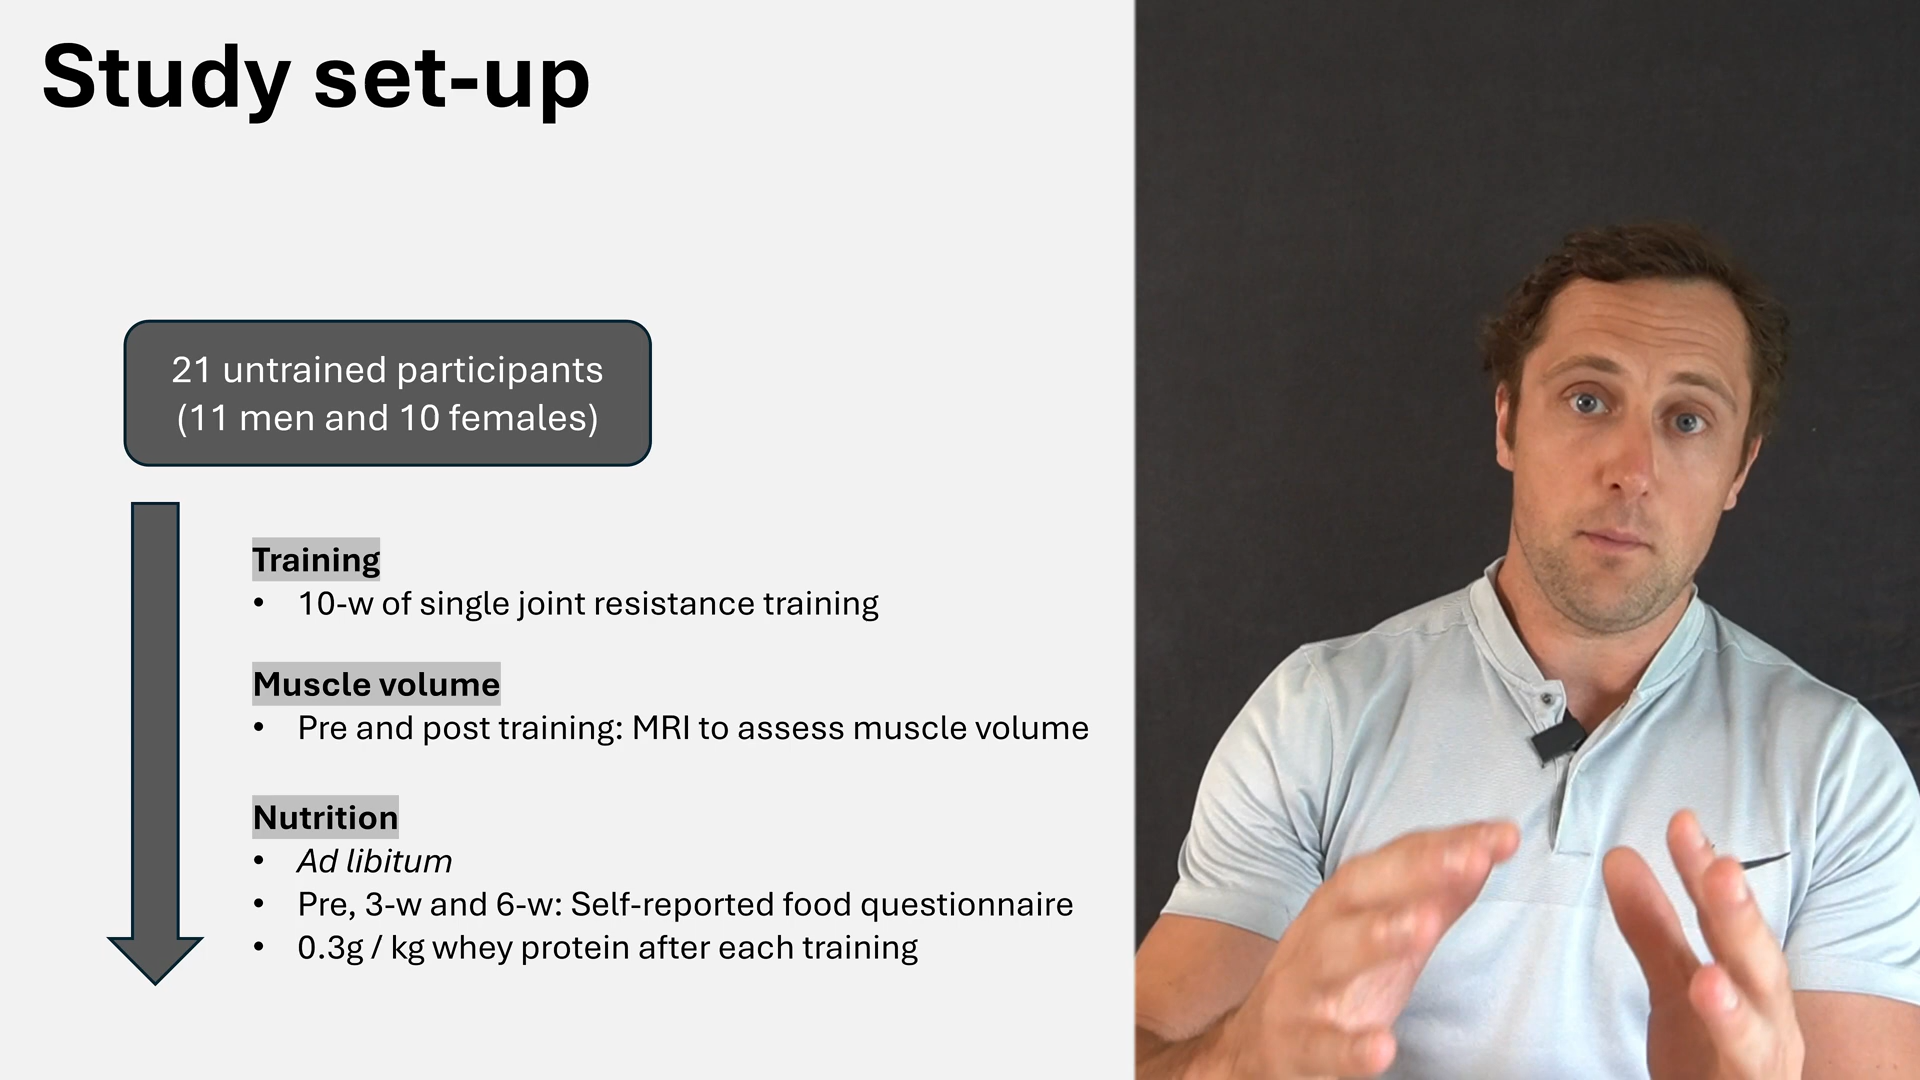 Study set-up
21 untrained participants
(11 men and 10 females)
Training
• 10-w of single joint resistance training
Muscle volume
• Pre and post training: MRI to assess muscle volume
Nutrition
• Ad libitum
• Pre, 3-w and 6-w: Self-reported food questionnaire
• 0.3g / kg whey protein after each training